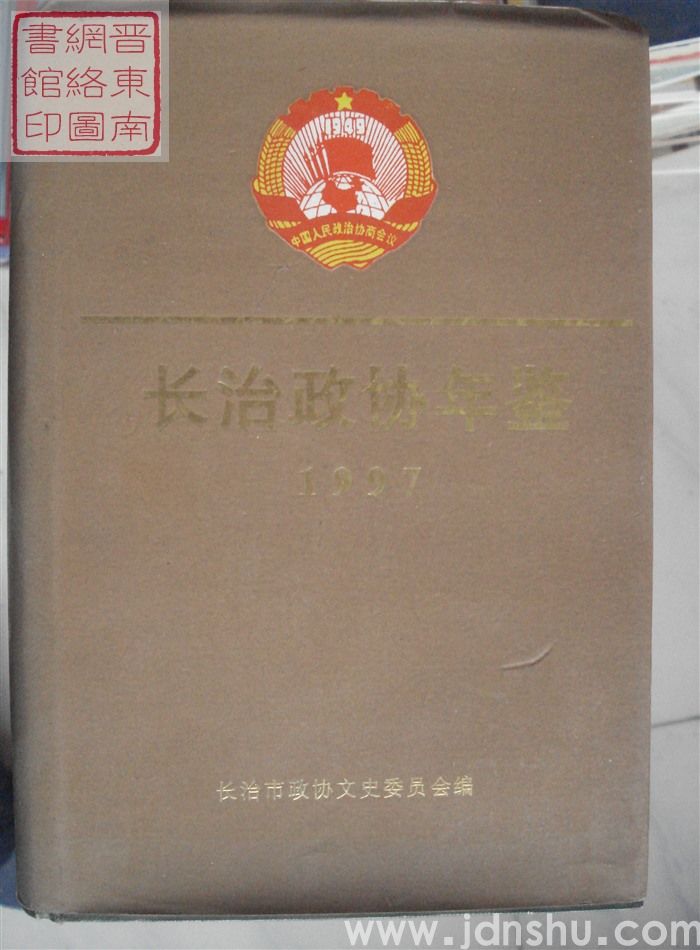 晋東南
網絡圖
書館印
1949
中国人民政治协商会议
长治政协年鉴
1997
长治市政协文史委员会编
www.jdnshu.com